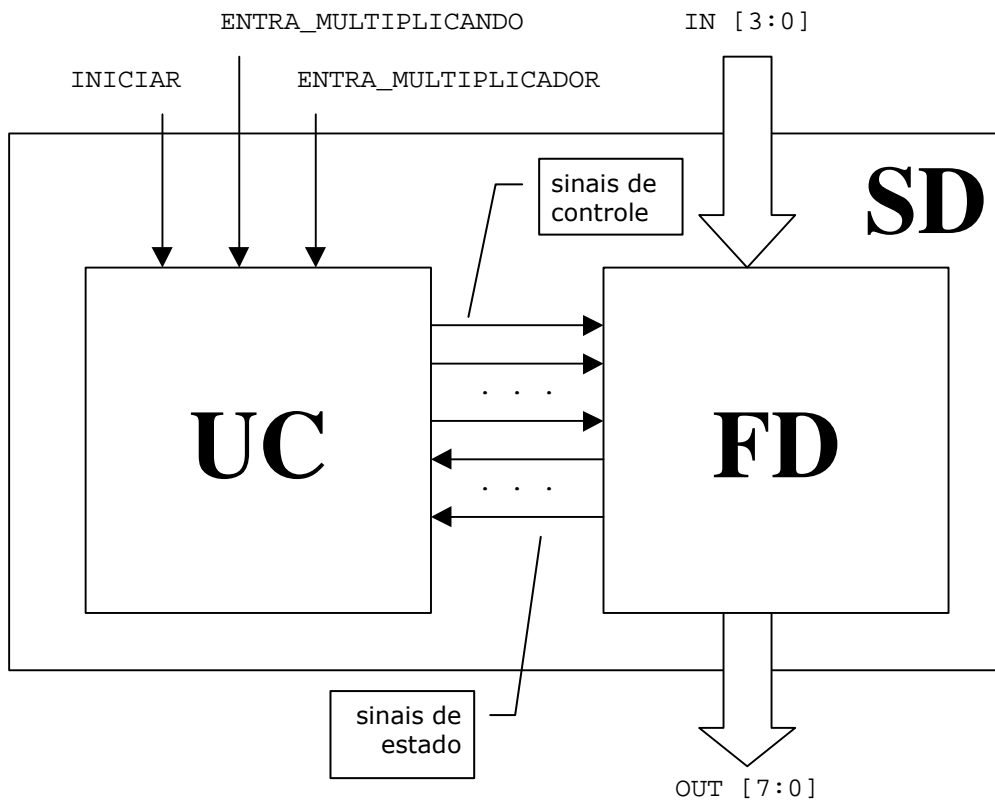 ENTRA_MULTIPLICANDO
IN [3:0]
INICIAR
ENTRA_MULTIPLICADOR
sinais de
controle
SD
. . .
UC
FD
. . .
sinais de
estado
OUT [7:0]